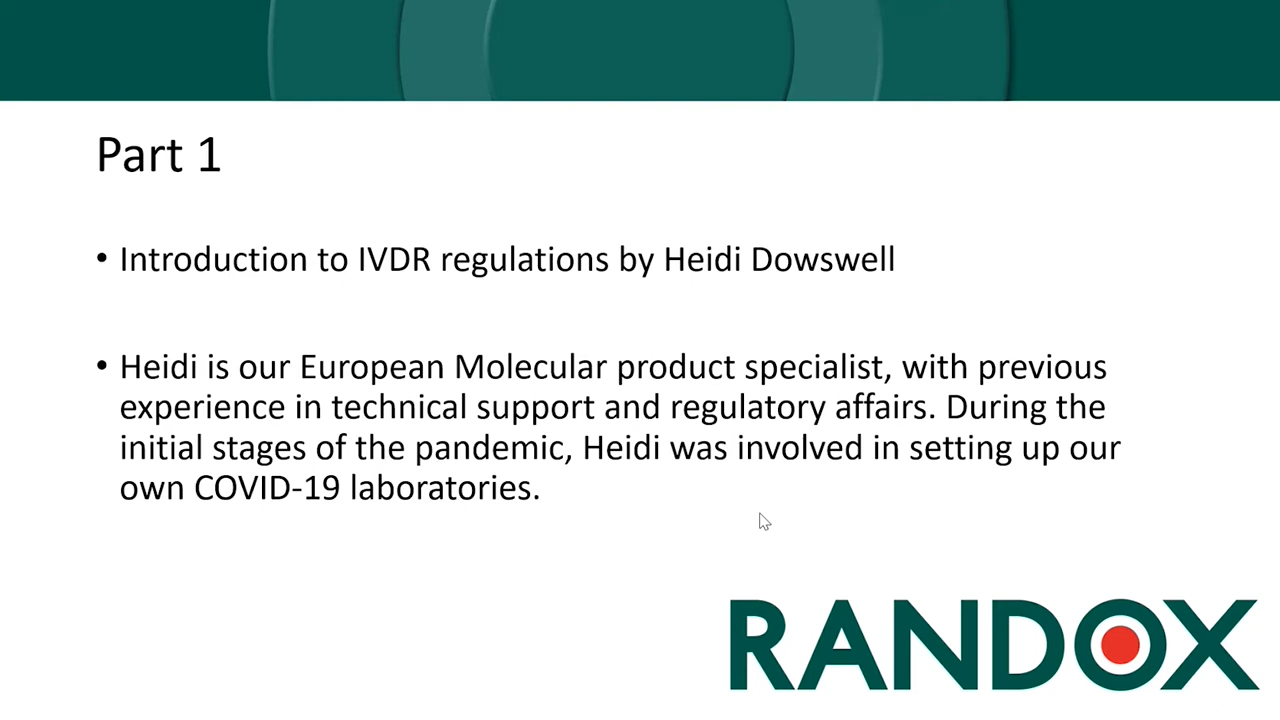 Part 1
• Introduction to IVDR regulations by Heidi Dowswell
• Heidi is our European Molecular product specialist, with previous
experience in technical support and regulatory affairs. During the
initial stages of the pandemic, Heidi was involved in setting up our
own COVID-19 laboratories.
RANDOX